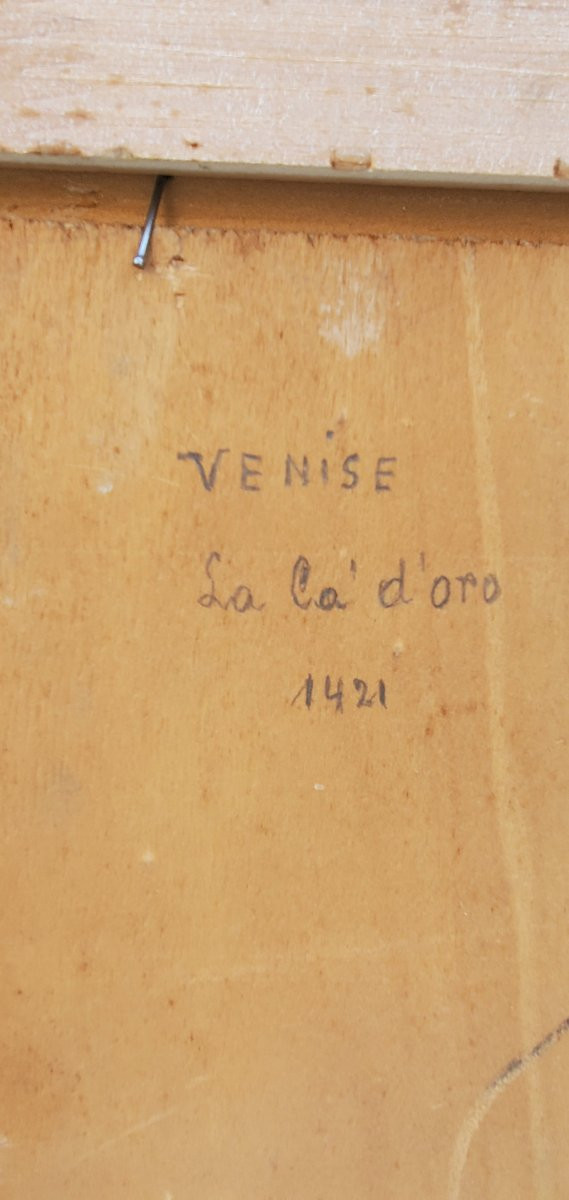 VENiSE
La Ca' d'oro
1421